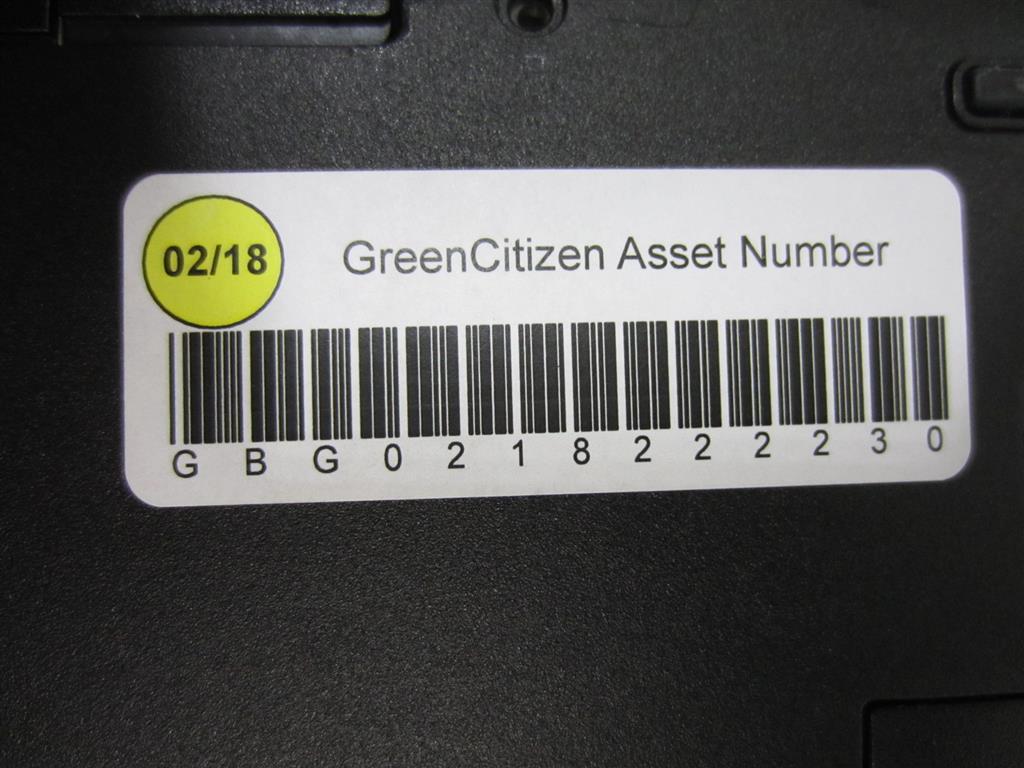 02/18
GreenCitizen Asset Number
G B G 0 2 1 8 2 2 2 2 3 0